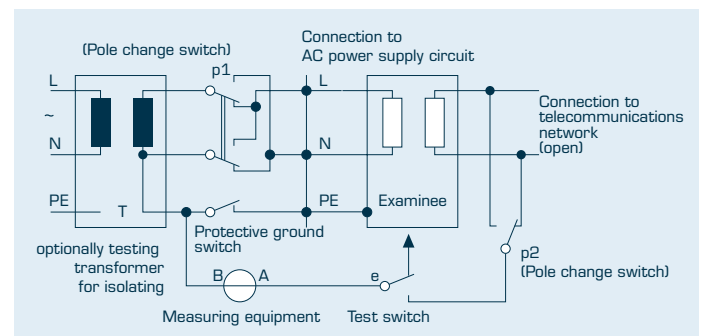 Connection to
AC power supply circuit
(Pole change switch)
p1
L
L
Connection to
telecommunications
network
(open)
~
N
N
PE
T
PE
Examinee
Protective ground
switch
optionally testing
transformer
for isolating
p2
(Pole change switch)
B
A
e
Measuring equipment
Test switch